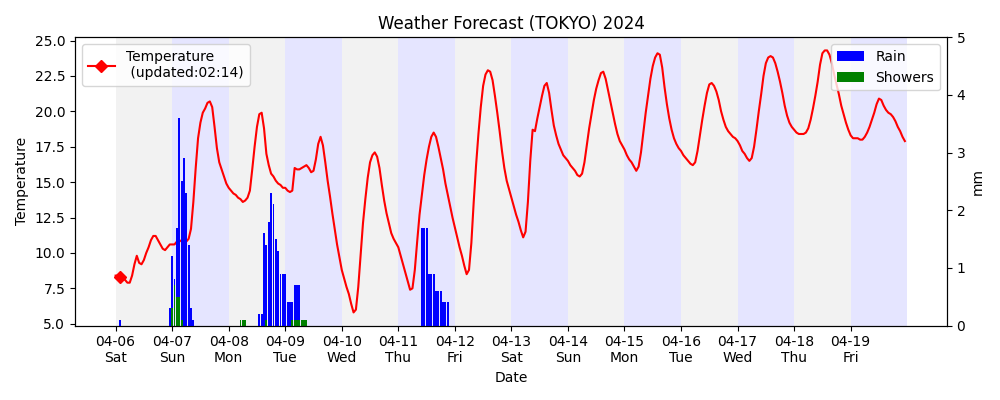 Weather Forecast (TOKYO) 2024
Temperature
(updated:02:14)
Rain
Showers
25.0
22.5
20.0
17.5
15.0
12.5
10.0
7.5
5.0
Temperature
5
4
3
2
1
0
mm
04-06 04-07 04-08 04-09 04-10 04-11 04-12 04-13 04-14 04-15 04-16 04-17 04-18 04-19
Sat Sun Mon Tue Wed Thu Fri Sat Sun Mon Tue Wed Thu Fri
Date